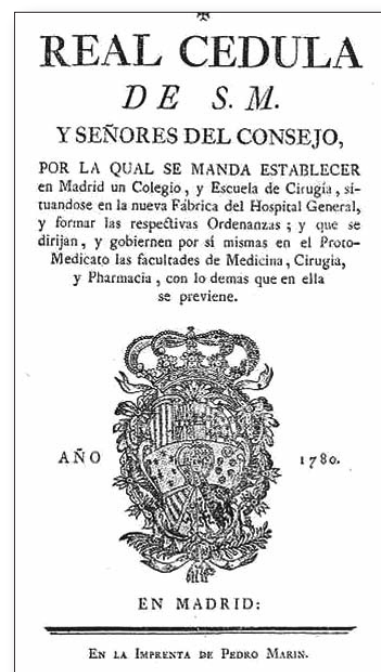 REAL CEDULA
DE S. M.
Y SEÑORES DEL CONSEJO,
POR LA QUAL SE MANDA ESTABLECER
en Madrid un Colegio, y Escuela de Cirugía, si-
tuandose en la nueva Fábrica del Hospital General,
y formar las respectivas Ordenanzas; y que se
dirijan, y gobiernen por sí mismas en el Proto-
Medicato las facultades de Medicina, Cirugia,
y Pharmacia, con lo demas que en ella
se previene.
AÑO 1780.
EN MADRID:
EN LA IMPRENTA DE PEDRO MARIN.